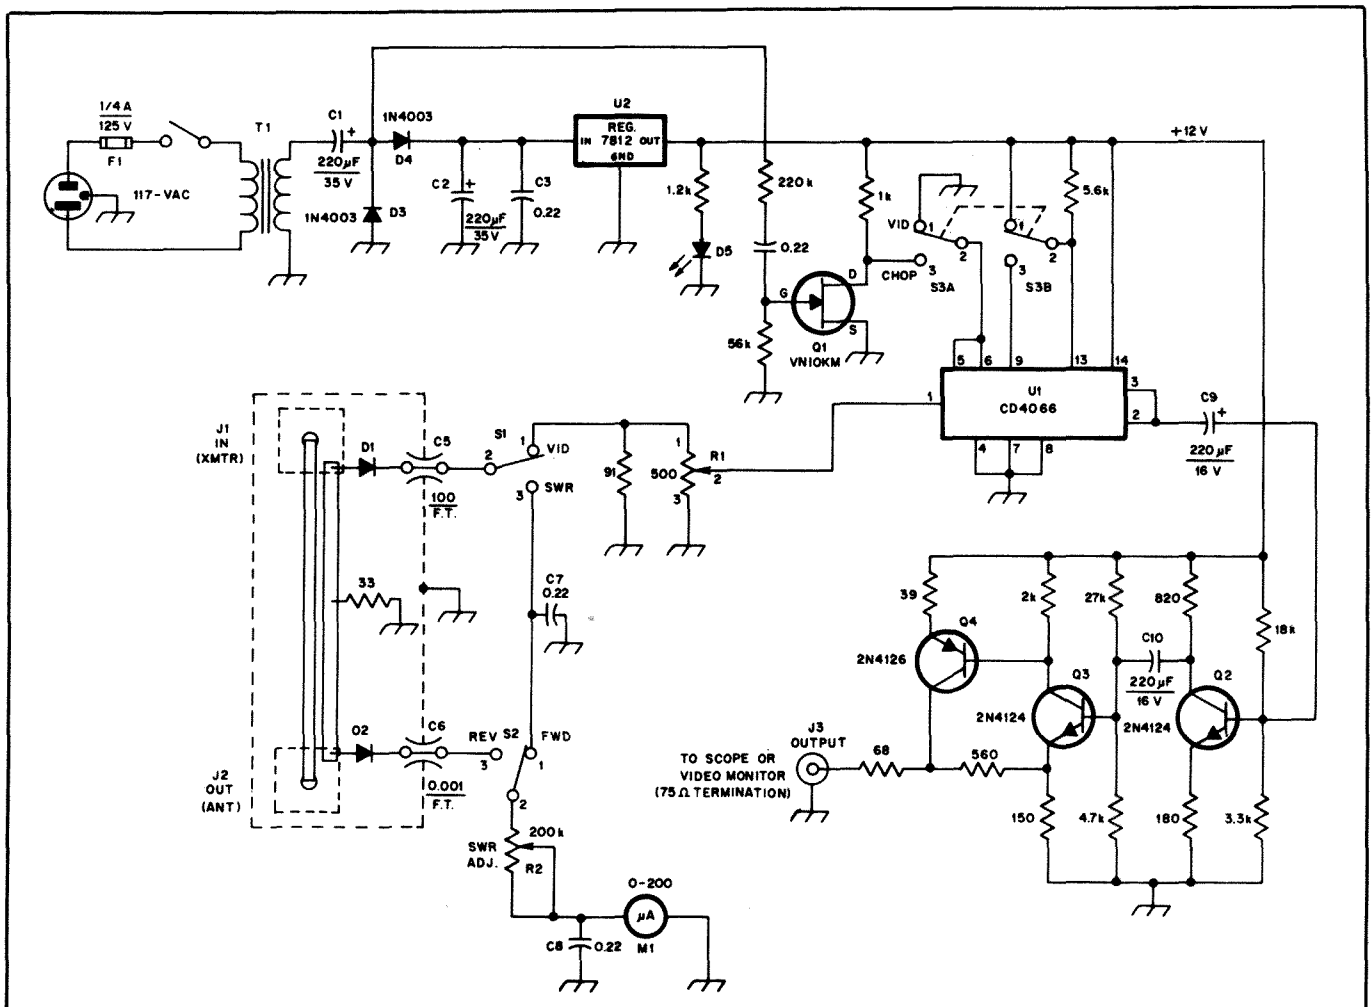 1/4 A
125 V
F1
117-VAC
T1
C1
+
220µF
35 V
1N4003
D4
1N4003
D3
C2
+
220µF
35V
C3
0.22
U2
REG.
IN 7812 OUT
GND
+12 V
1.2k
D5
220k
0.22
56k
G
D
S
Q1
VN10KM
1k
VID
1
2
3
CHOP
S3A
1
2
3
S3B
5.6k
5
6
9
13
14
1
U1
CD4066
3
2
4
7
8
C9
+
220µF
16 V
J1
IN
(XMTR)
D1
C5
100
F.T.
S1
1
VID
2
3
SWR
91
500
1
R1
2
3
33
C7
0.22
D2
C6
0.001
F.T.
REV
S2
FWD
3
1
2
J2
OUT
(ANT)
200k
SWR
ADJ.
R2
0-200
µA
M1
C8
0.22
39
2k
27k
820
18k
Q4
2N4126
C10
220µF
16 V
Q3
2N4124
Q2
2N4124
J3
OUTPUT
TO SCOPE OR
VIDEO MONITOR
(75Ω TERMINATION)
68
560
150
4.7k
180
3.3k